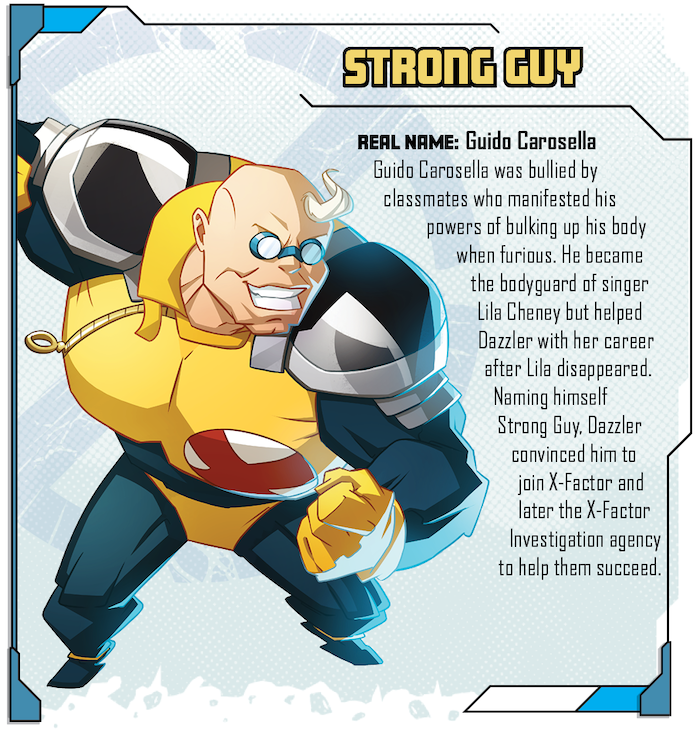 STRONG GUY
REAL NAME: Guido Carosella
Guido Carosella was bullied by
classmates who manifested his
powers of bulking up his body
when furious. He became
the bodyguard of singer
Lila Cheney but helped
Dazzler with her career
after Lila disappeared.
Naming himself
Strong Guy, Dazzler
convinced him to
join X-Factor and
later the X-Factor
Investigation agency
to help them succeed.